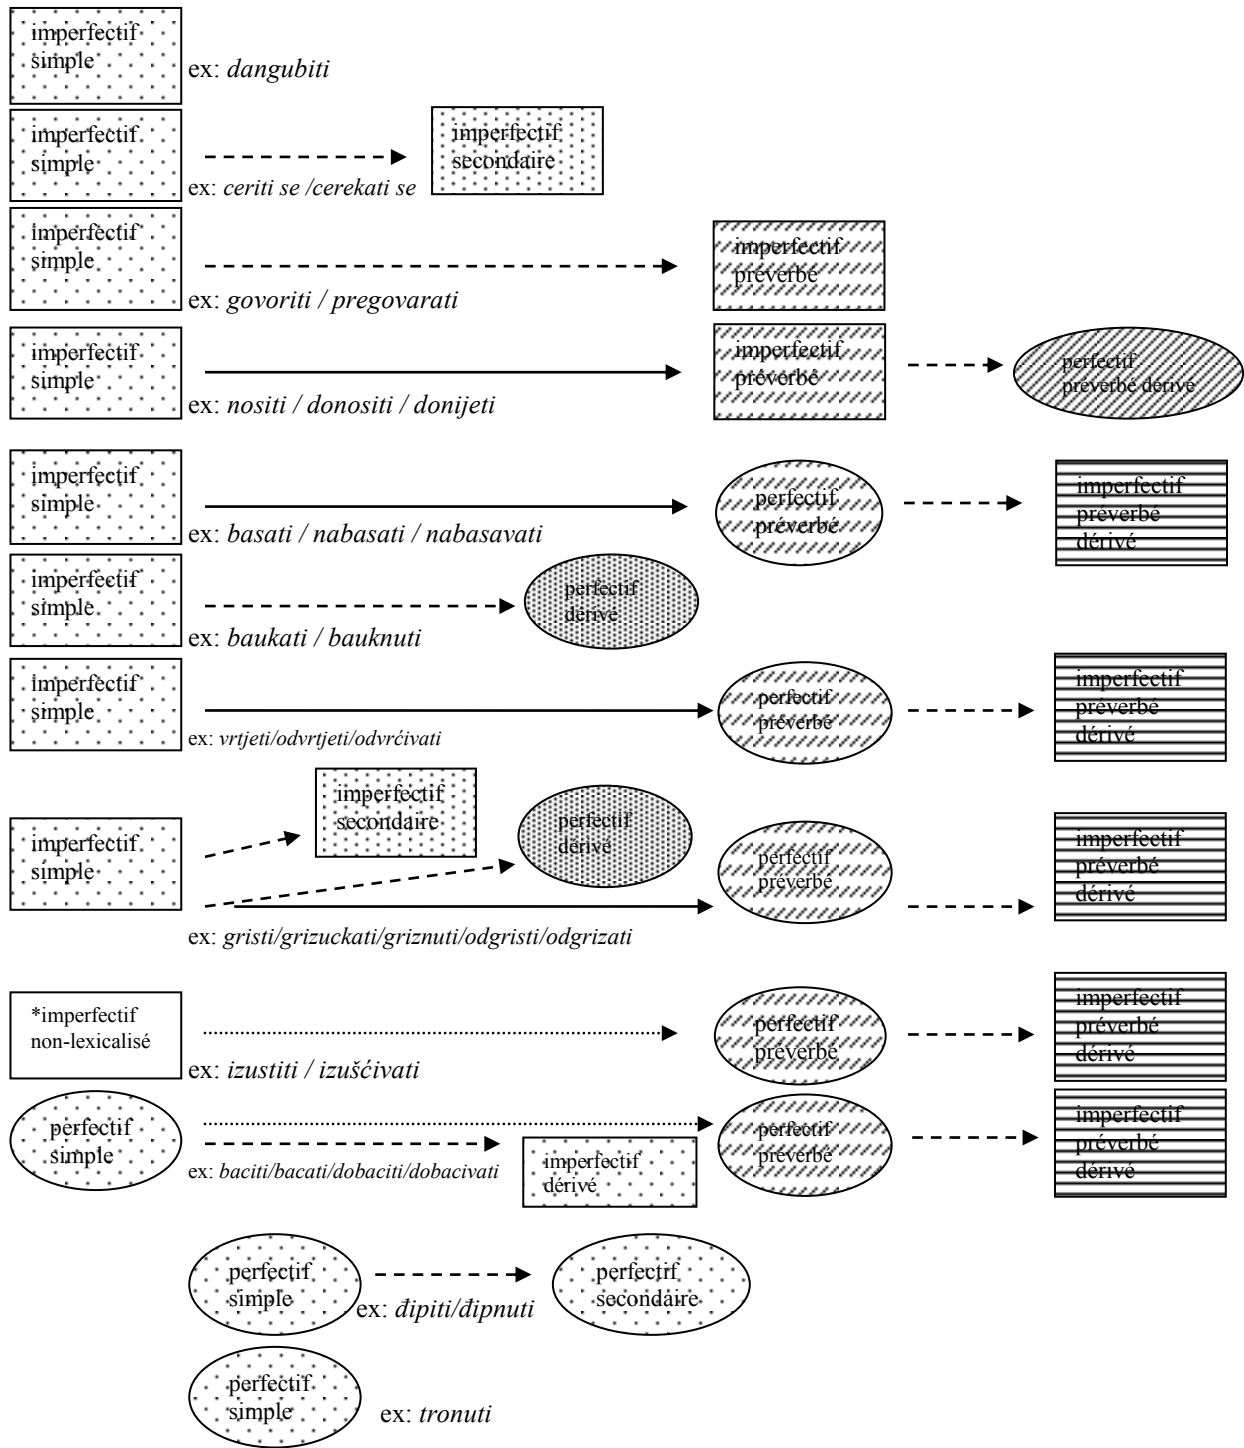 imperfectif
simple
ex: dangubiti
imperfectif
simple
ex: ceriti se /cerekati se
imperfectif
secondaire
imperfectif
simple
ex: govoriti / pregovarati
imperfectif
préverbé
imperfectif
simple
ex: nositi / donositi / donijeti
imperfectif
préverbé
perfectif
préverbé dérivé
imperfectif
simple
ex: basati / nabasati / nabasavati
perfectif
préverbé
imperfectif
préverbé
dérivé
imperfectif
simple
ex: baukati / bauknuti
perfectif
dérivé
imperfectif
simple
ex: vrtjeti/odvrtjeti/odvrćivati
perfectif
préverbé
imperfectif
préverbé
dérivé
imperfectif
simple
imperfectif
secondaire
perfectif
dérivé
perfectif
préverbé
imperfectif
préverbé
dérivé
ex: gristi/grizuckati/griznuti/odgristi/odgrizati
*imperfectif
non-lexicalisé
ex: izustiti / izušćivati
perfectif
préverbé
imperfectif
préverbé
dérivé
perfectif
simple
ex: baciti/bacati/dobaciti/dobacivati
imperfectif
dérivé
perfectif
préverbé
imperfectif
préverbé
dérivé
perfectif
simple
ex: đipiti/đipnuti
perfectif
secondaire
perfectif
simple
ex: tronuti